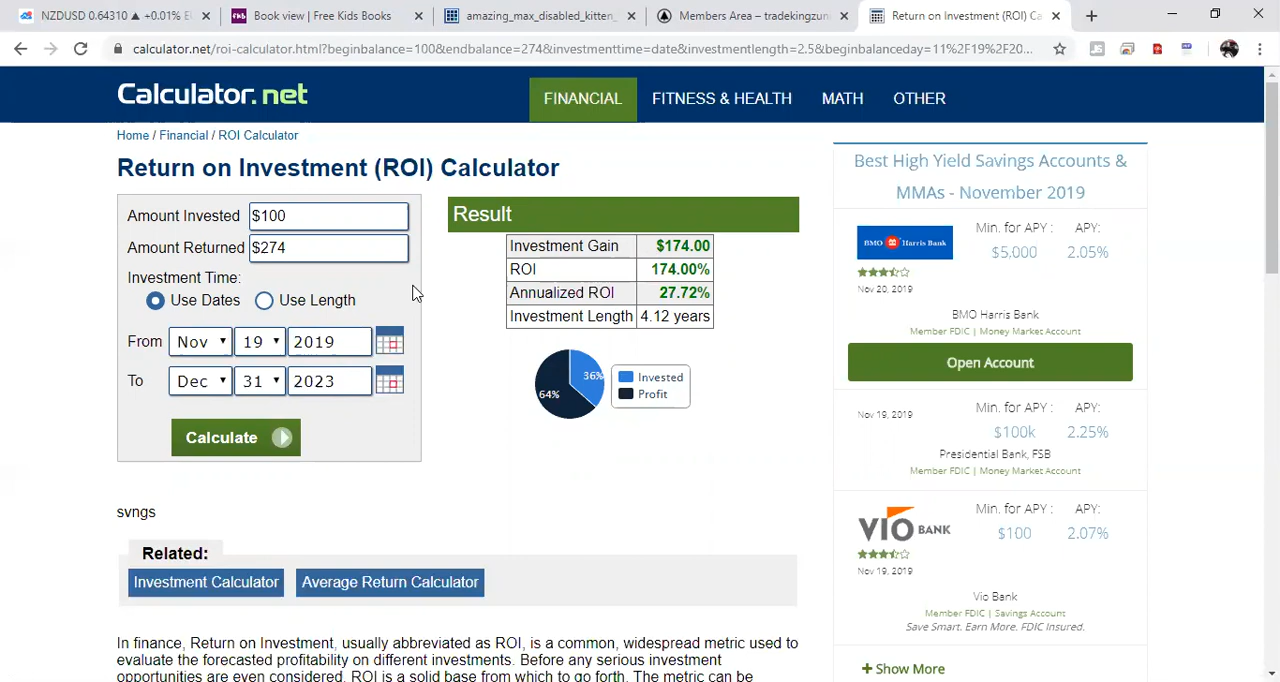 NZDUSD 0.64310 ▲ +0.01% E
Book view | Free Kids Books
amazing_max_disabled_kitten_
Members Area – tradekingzun
Return on Investment (ROI) Ca
calculator.net/roi-calculator.html?beginbalance=100&endbalance=274&investmenttime=date&investmentlength=2.5&beginbalanceday=11%2F19%2F20...
Calculator.net
FINANCIAL
FITNESS & HEALTH
MATH
OTHER
Home / Financial / ROI Calculator
Return on Investment (ROI) Calculator
Amount Invested $100
Amount Returned $274
Investment Time:
Use Dates Use Length
From Nov 19 2019
To Dec 31 2023
Calculate
Result
Investment Gain $174.00
ROI 174.00%
Annualized ROI 27.72%
Investment Length 4.12 years
36%
64%
Invested
Profit
svngs
Related:
Investment Calculator
Average Return Calculator
In finance, Return on Investment, usually abbreviated as ROI, is a common, widespread metric used to
evaluate the forecasted profitability on different investments. Before any serious investment
opportunities are even considered, ROI is a solid base from which to go forth. The metric can be
Best High Yield Savings Accounts &
MMAs - November 2019
BMO Harris Bank
Min. for APY : APY:
$5,000 2.05%
Nov 20, 2019
BMO Harris Bank
Member FDIC | Money Market Account
Open Account
Nov 19, 2019
Min. for APY : APY:
$100k 2.25%
Presidential Bank, FSB
Member FDIC | Money Market Account
VIO BANK
Min. for APY : APY:
$100 2.07%
Nov 19, 2019
Vio Bank
Member FDIC | Savings Account
Save Smart. Earn More. FDIC Insured.
+ Show More